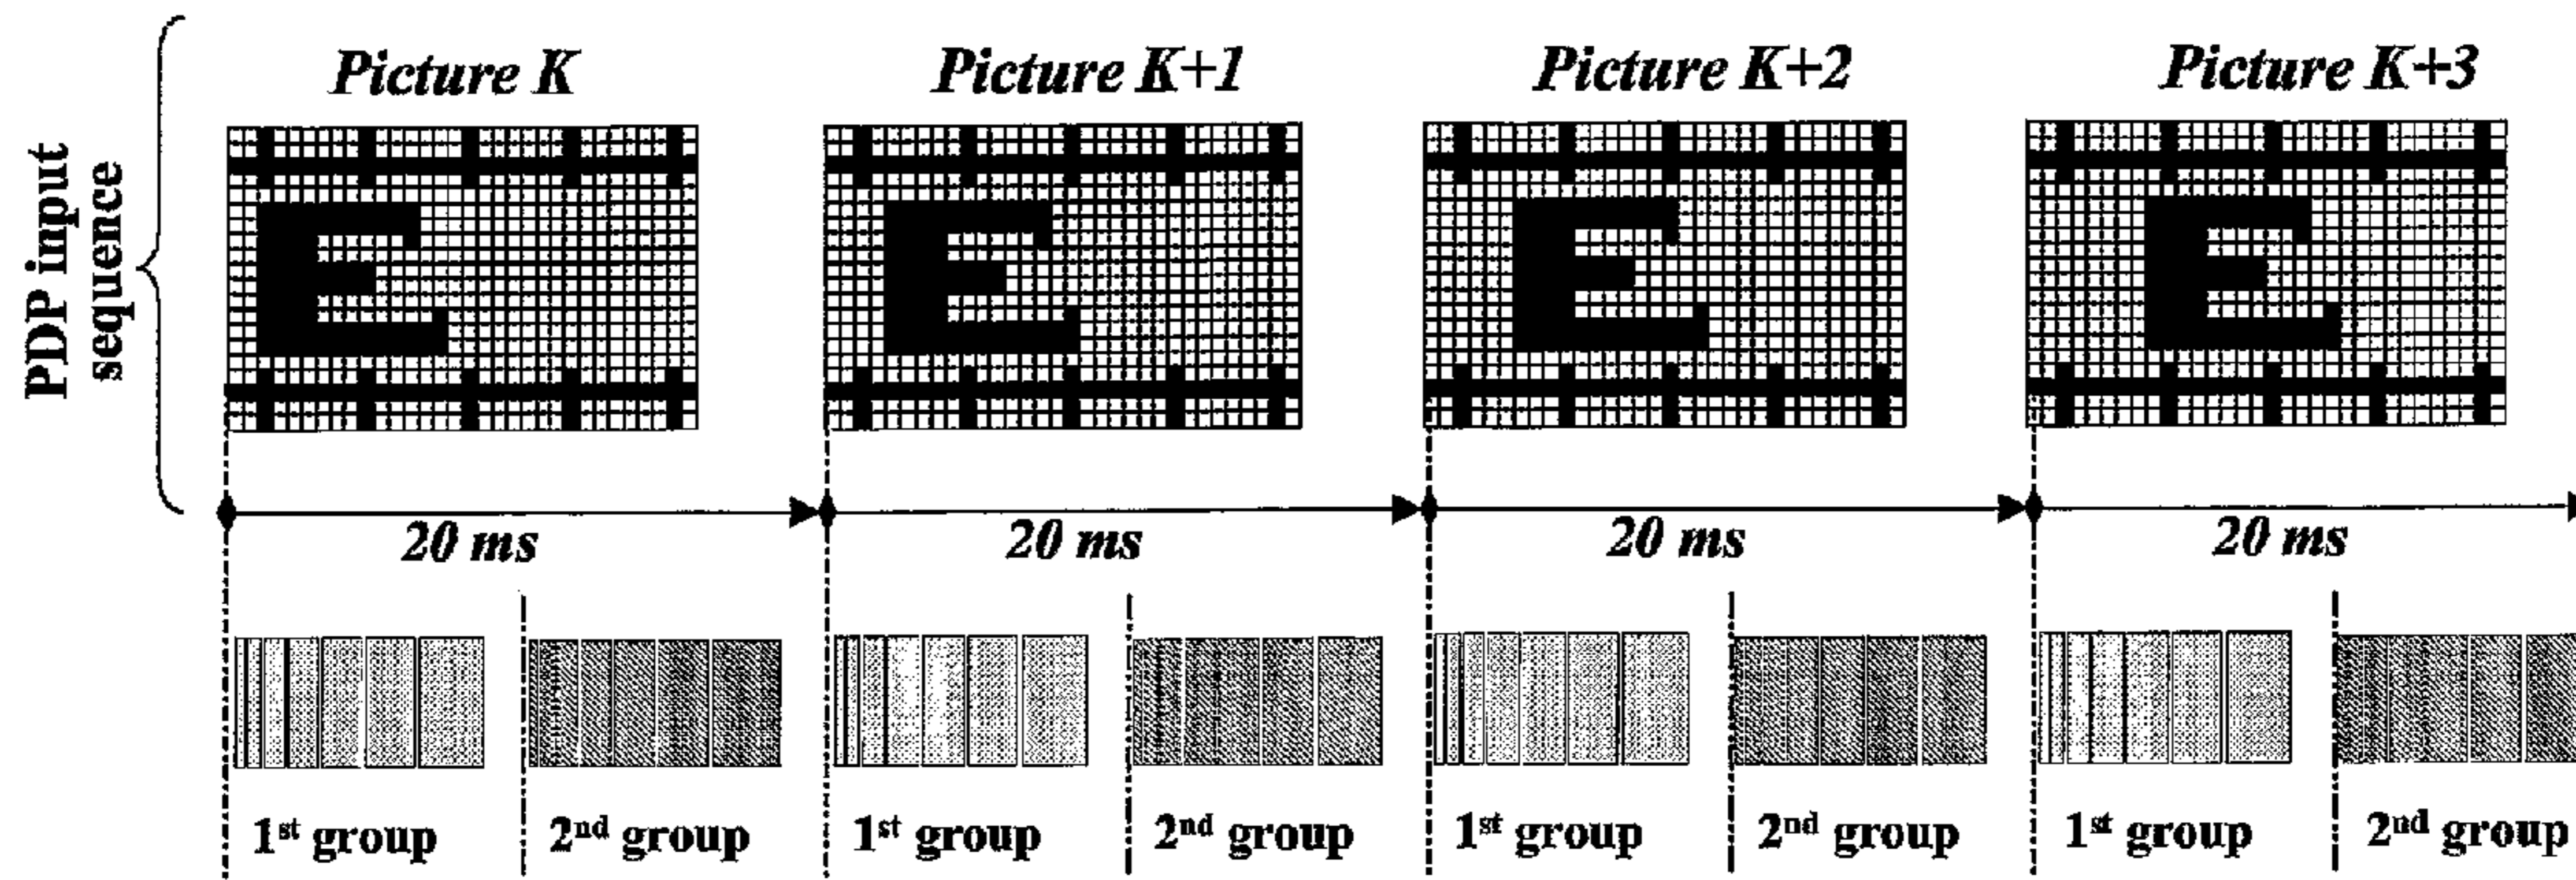 PDP input
sequence
Picture K
Picture K+1
Picture K+2
Picture K+3
E
E
E
E
20 ms
20 ms
20 ms
20 ms
1st group
2nd group
1st group
2nd group
1st group
2nd group
1st group
2nd group